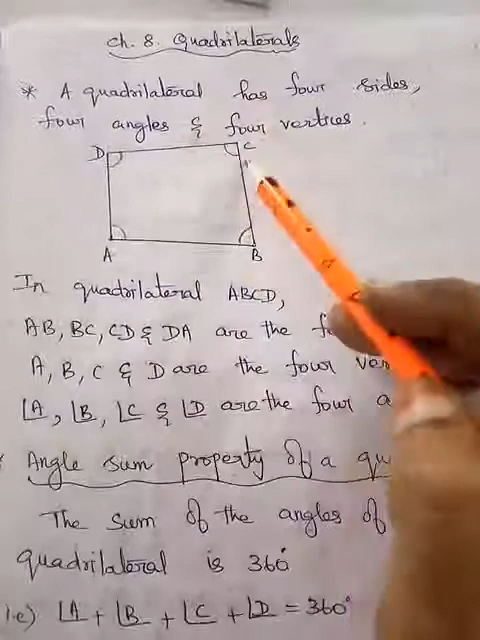 Ch. 8. Quadrilaterals
* A quadrilateral has four sides,
four angles & four vertices.
D C
A B
In quadrilateral ABCD,
AB, BC, CD & DA are the
A, B, C & D are the four
∠A, ∠B, ∠C & ∠D are the four
Angle sum property of a
The sum of the angles of
quadrilateral is 360°
i.e) ∠A + ∠B + ∠C + ∠D = 360°